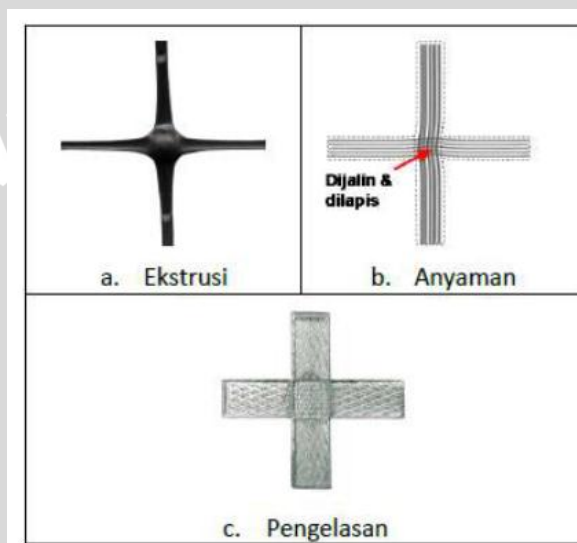 Dijalin &
dilapis
a. Ekstrusi
b. Anyaman
c. Pengelasan